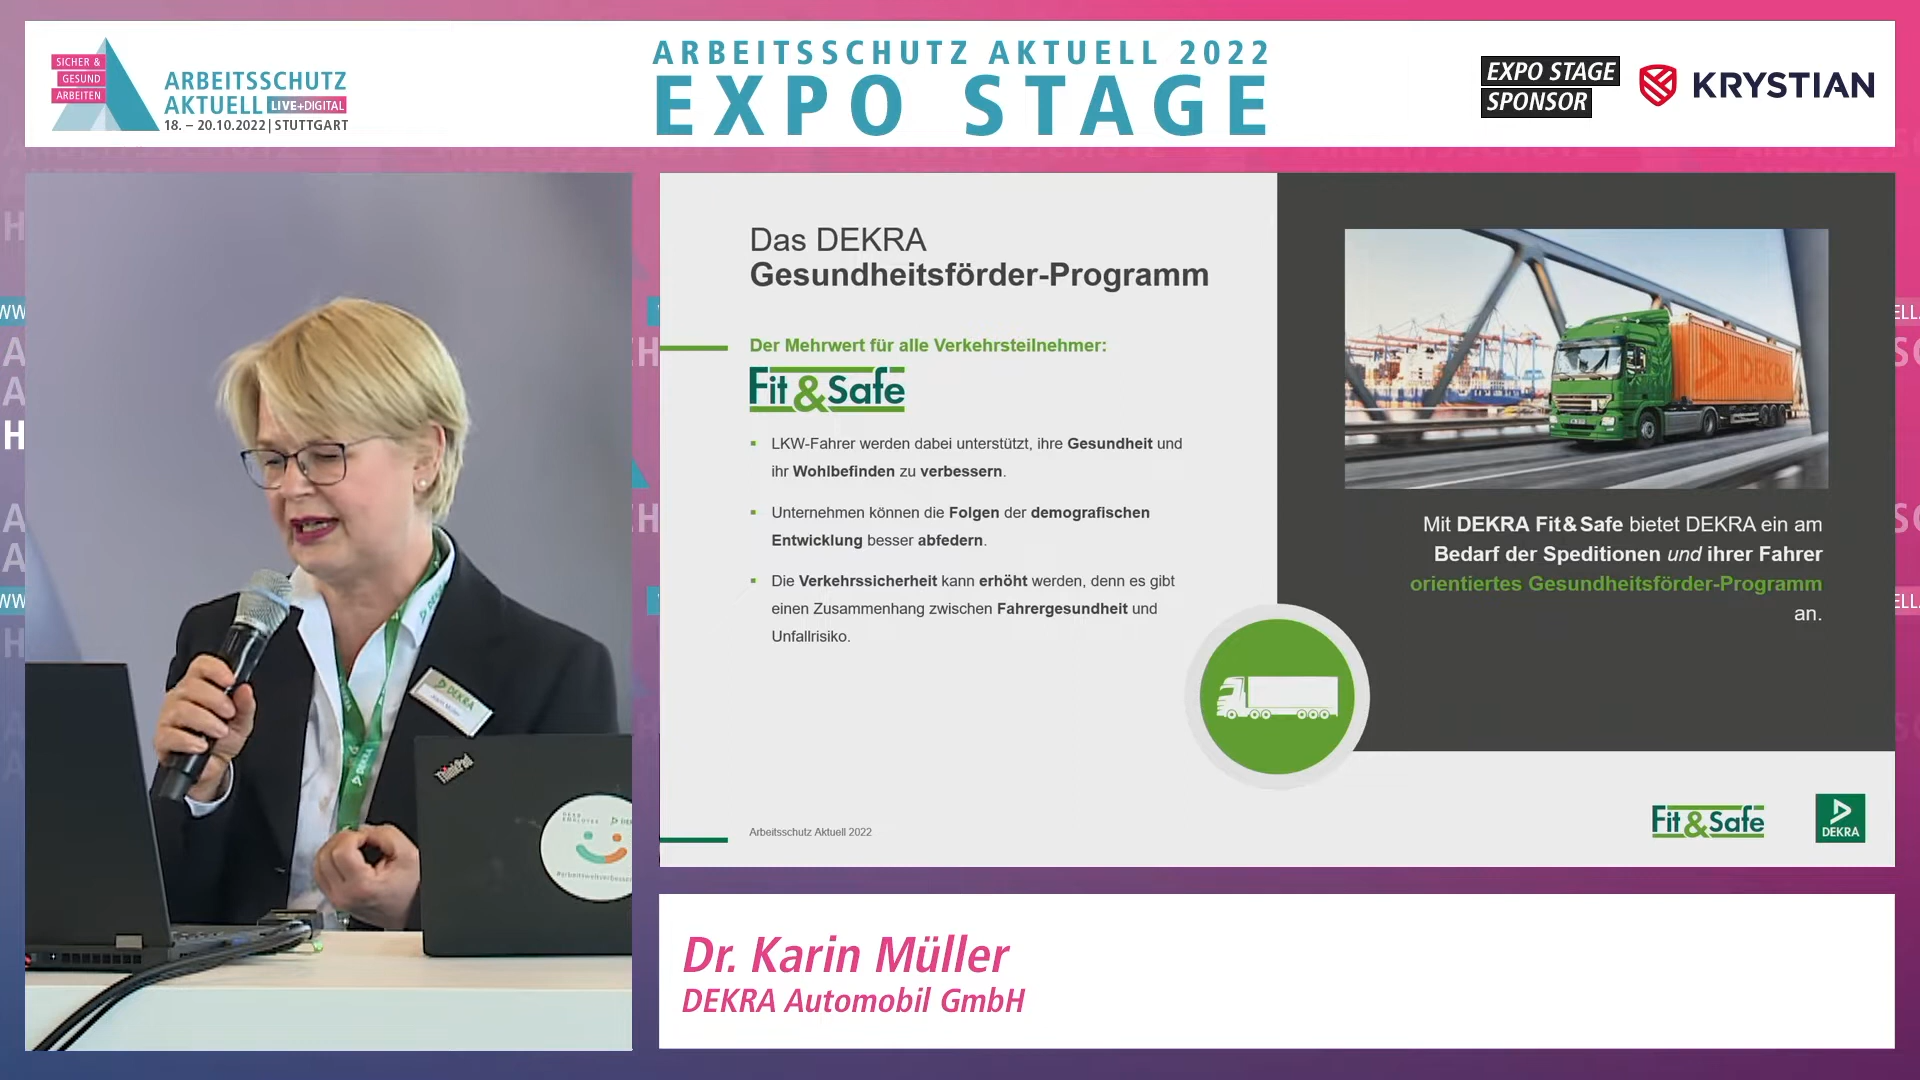 SICHER &
GESUND
ARBEITEN
ARBEITSSCHUTZ
AKTUELL LIVE+DIGITAL
18. – 20.10.2022 | STUTTGART
ARBEITSSCHUTZ AKTUELL 2022
EXPO STAGE
EXPO STAGE
SPONSOR
KRYSTIAN
Das DEKRA
Gesundheitsförder-Programm
Der Mehrwert für alle Verkehrsteilnehmer:
Fit & Safe
▪ LKW-Fahrer werden dabei unterstützt, ihre Gesundheit und
ihr Wohlbefinden zu verbessern.
▪ Unternehmen können die Folgen der demografischen
Entwicklung besser abfedern.
▪ Die Verkehrssicherheit kann erhöht werden, denn es gibt
einen Zusammenhang zwischen Fahrergesundheit und
Unfallrisiko.
Arbeitsschutz Aktuell 2022
DEKRA
Mit DEKRA Fit & Safe bietet DEKRA ein am
Bedarf der Speditionen und ihrer Fahrer
orientiertes Gesundheitsförder-Programm
an.
Fit & Safe
DEKRA
DEKRA
DEKRA
ThinkPad
Dr. Karin Müller
DEKRA Automobil GmbH